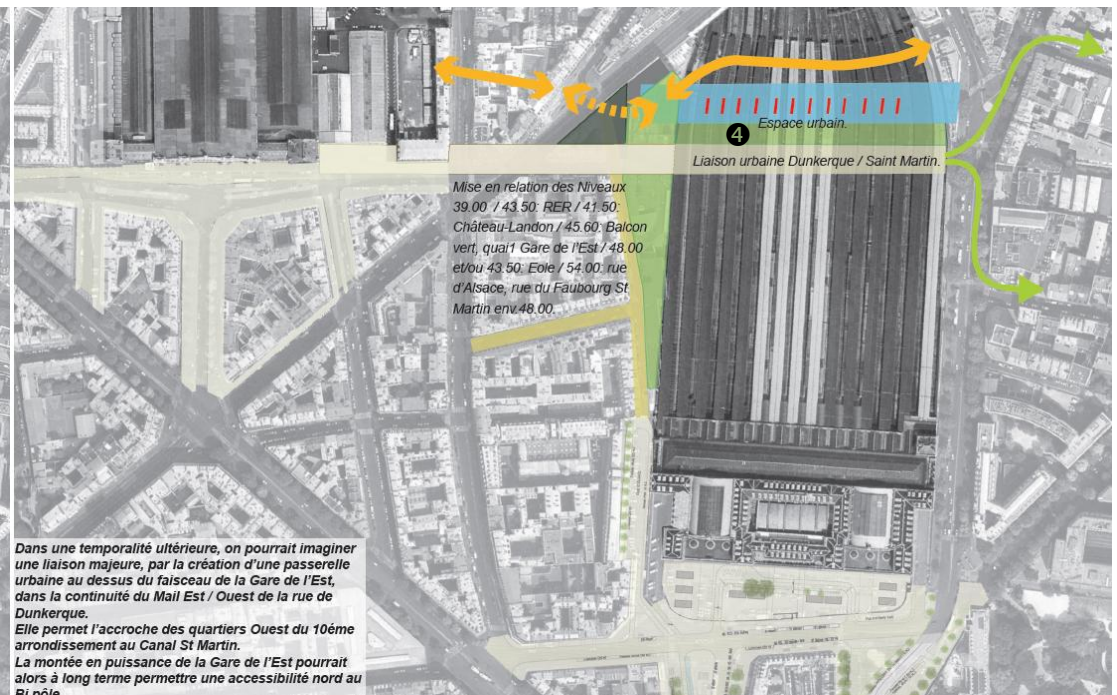 4
Espace urbain.
Liaison urbaine Dunkerque / Saint Martin.
Mise en relation des Niveaux
39.00 / 43.50: RER / 41.50:
Château-Landon / 45.60: Balcon
vert, quai1 Gare de l'Est / 48.00
et/ou 43.50: Eole / 54.00: rue
d'Alsace, rue du Faubourg St
Martin env.48.00.
Dans une temporalité ultérieure, on pourrait imaginer
une liaison majeure, par la création d'une passerelle
urbaine au dessus du faisceau de la Gare de l'Est,
dans la continuité du Mail Est / Ouest de la rue de
Dunkerque.
Elle permet l'accroche des quartiers Ouest du 10éme
arrondissement au Canal St Martin.
La montée en puissance de la Gare de l'Est pourrait
alors à long terme permettre une accessibilité nord au
Bi pôle